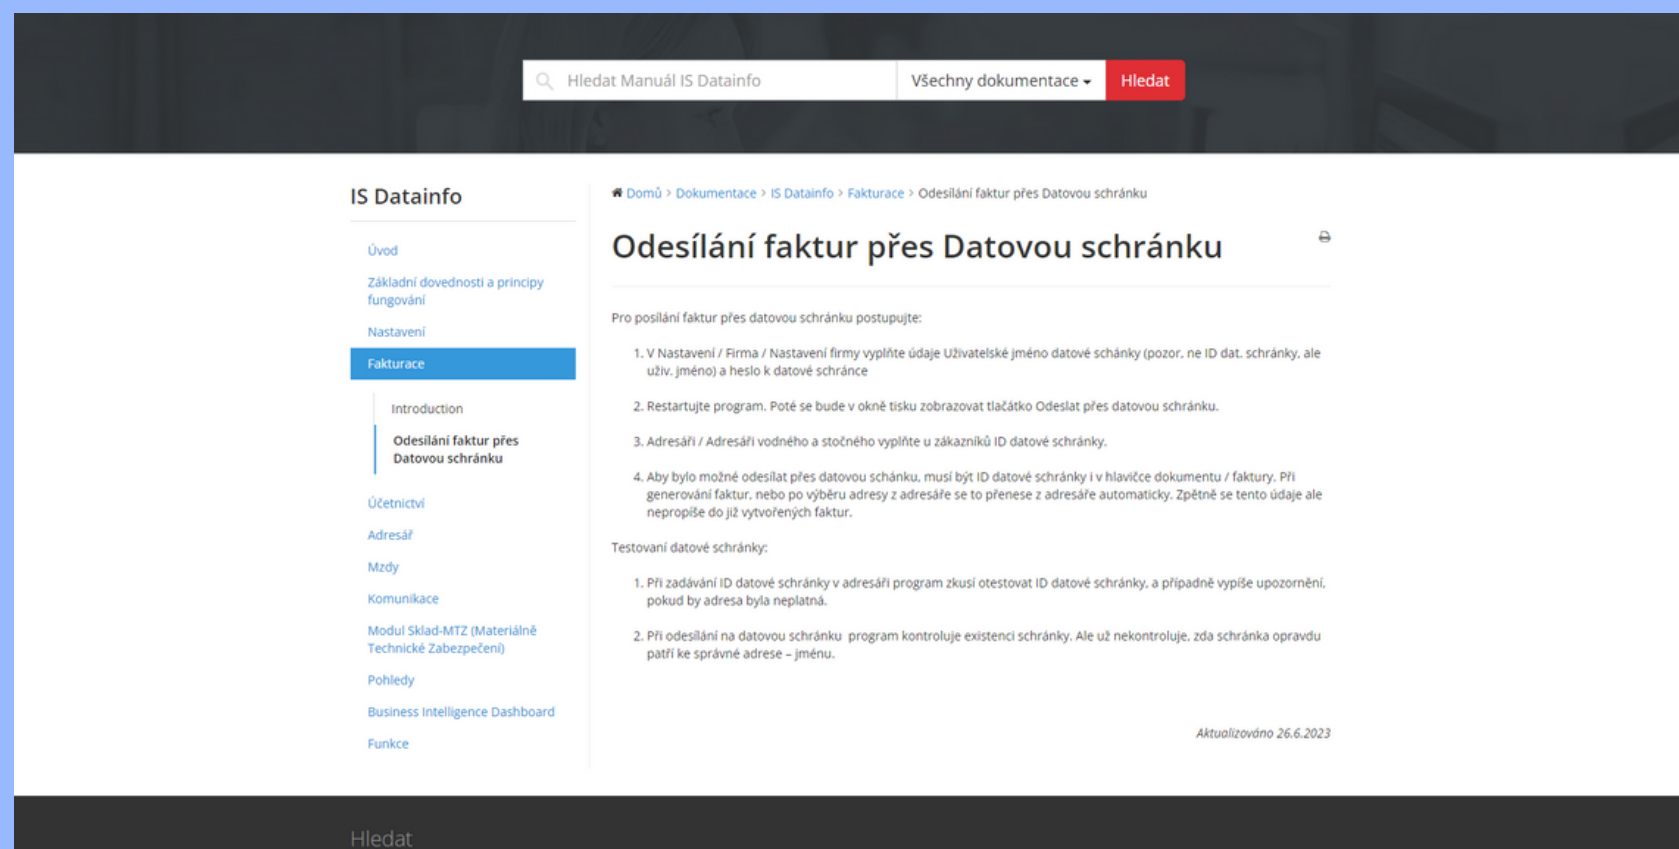 Hledat Manuál IS Datainfo
Všechny dokumentace
Hledat
IS Datainfo
Úvod
Základní dovednosti a principy
fungování
Nastavení
Fakturace
Introduction
Odesílání faktur přes
Datovou schránku
Účetnictví
Adresář
Mzdy
Komunikace
Modul Sklad-MTZ (Materiálně
Technické Zabezpečení)
Pohledy
Business Intelligence Dashboard
Funkce
Domů > Dokumentace > IS Datainfo > Fakturace > Odesílání faktur přes Datovou schránku
Odesílání faktur přes Datovou schránku
Pro posílání faktur přes datovou schránku postupujte:
1. V Nastavení / Firma / Nastavení firmy vyplňte údaje Uživatelské jméno datové schánky (pozor, ne ID dat. schránky, ale
uživ. jméno) a heslo k datové schránce
2. Restartujte program. Poté se bude v okně tisku zobrazovat tlačátko Odeslat přes datovou schránku.
3. Adresáři / Adresáři vodného a stočného vyplňte u zákazníků ID datové schránky.
4. Aby bylo možné odesílat přes datovou schánku, musí být ID datové schránky i v hlavičce dokumentu / faktury. Při
generování faktur, nebo po výběru adresy z adresáře se to přenese z adresáře automaticky. Zpětně se tento údaje ale
nepropíše do již vytvořených faktur.
Testovaní datové schránky:
1. Při zadávání ID datové schránky v adresáři program zkusí otestovat ID datové schránky, a případně vypíše upozornění,
pokud by adresa byla neplatná.
2. Při odesílání na datovou schránku program kontroluje existenci schránky. Ale už nekontroluje, zda schránka opravdu
patří ke správné adrese – jménu.
Aktualizováno 26.6.2023
Hledat